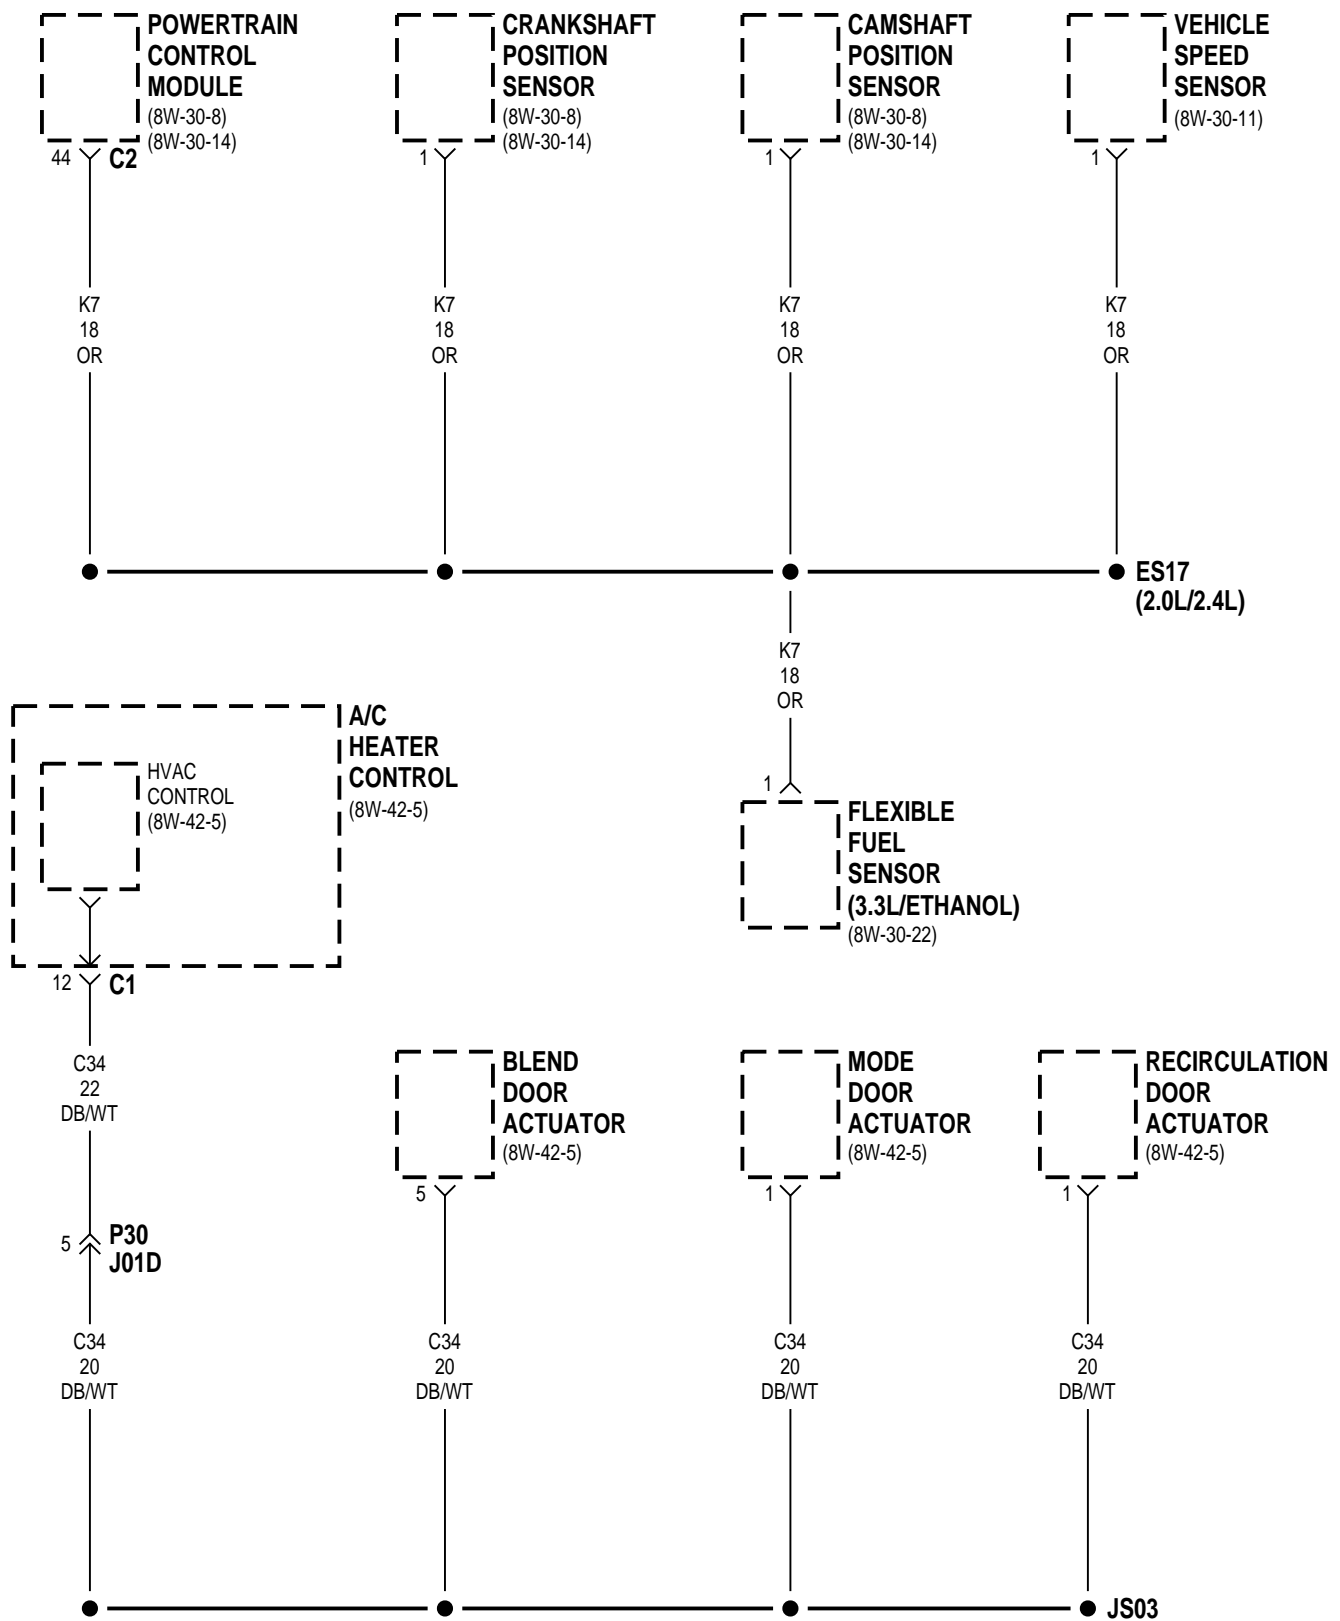 POWERTRAIN
CONTROL
MODULE
(8W-30-8)
(8W-30-14)
44
C2
CRANKSHAFT
POSITION
SENSOR
(8W-30-8)
(8W-30-14)
1
CAMSHAFT
POSITION
SENSOR
(8W-30-8)
(8W-30-14)
1
VEHICLE
SPEED
SENSOR
(8W-30-11)
1
K7
18
OR
K7
18
OR
K7
18
OR
K7
18
OR
ES17
(2.0L/2.4L)
K7
18
OR
1
FLEXIBLE
FUEL
SENSOR
(3.3L/ETHANOL)
(8W-30-22)
A/C
HEATER
CONTROL
(8W-42-5)
HVAC
CONTROL
(8W-42-5)
12
C1
C34
22
DB/WT
5
P30
J01D
BLEND
DOOR
ACTUATOR
(8W-42-5)
5
MODE
DOOR
ACTUATOR
(8W-42-5)
1
RECIRCULATION
DOOR
ACTUATOR
(8W-42-5)
1
C34
20
DB/WT
C34
20
DB/WT
C34
20
DB/WT
C34
20
DB/WT
JS03